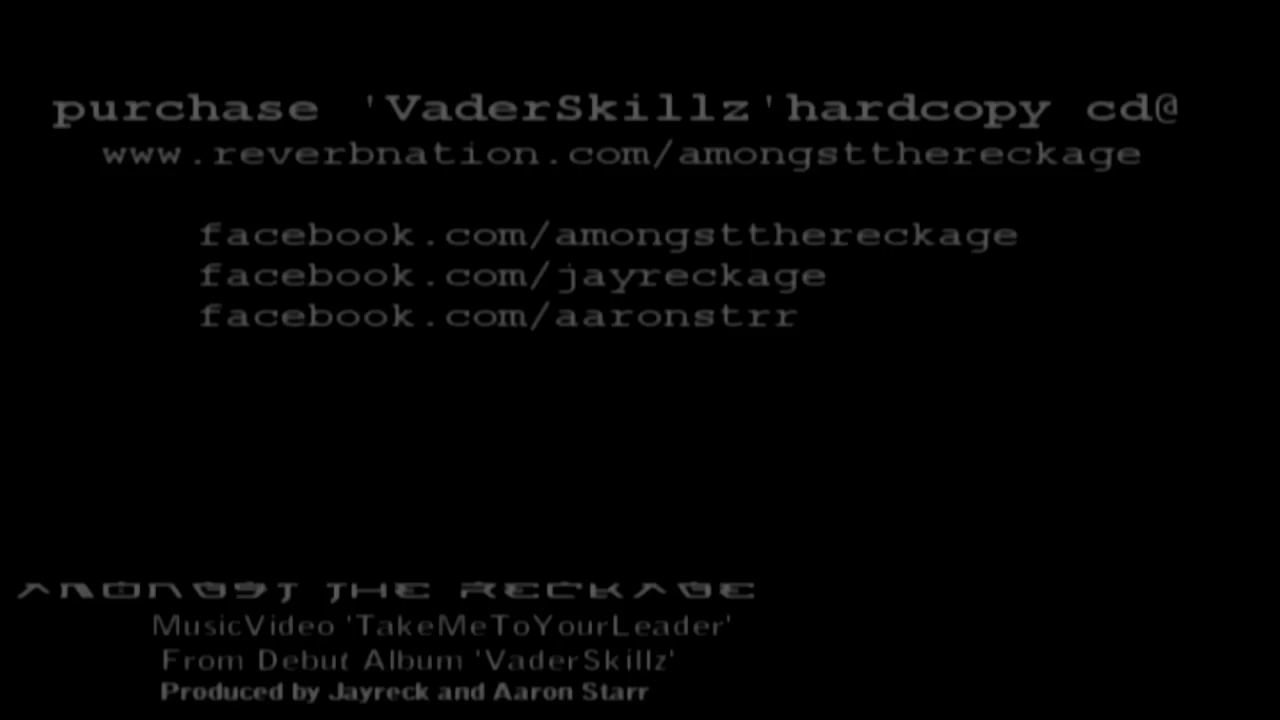 purchase 'VaderSkillz'hardcopy cd@
www.reverbnation.com/amongstthereckage
facebook.com/amongstthereckage
facebook.com/jayreckage
facebook.com/aaronstrr
AMONGST THE RECKAGE
MusicVideo 'TakeMeToYourLeader'
From Debut Album 'VaderSkillz'
Produced by Jayreck and Aaron Starr